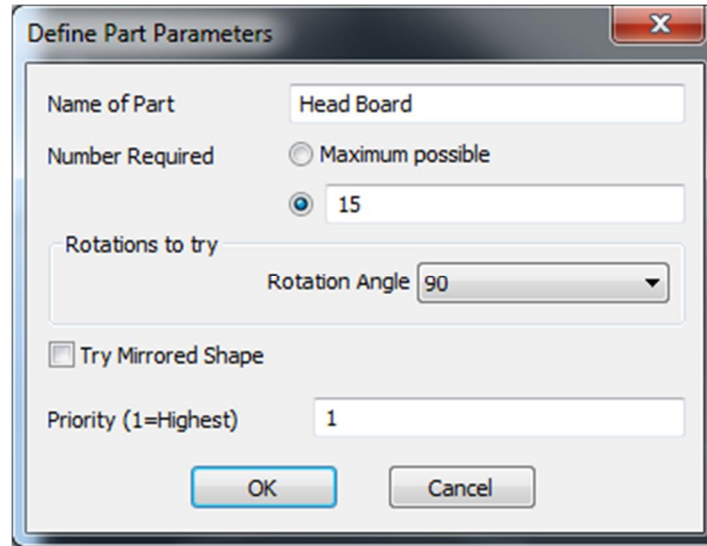 Define Part Parameters
Name of Part Head Board
Number Required Maximum possible
15
Rotations to try
Rotation Angle 90
Try Mirrored Shape
Priority (1=Highest) 1
OK Cancel